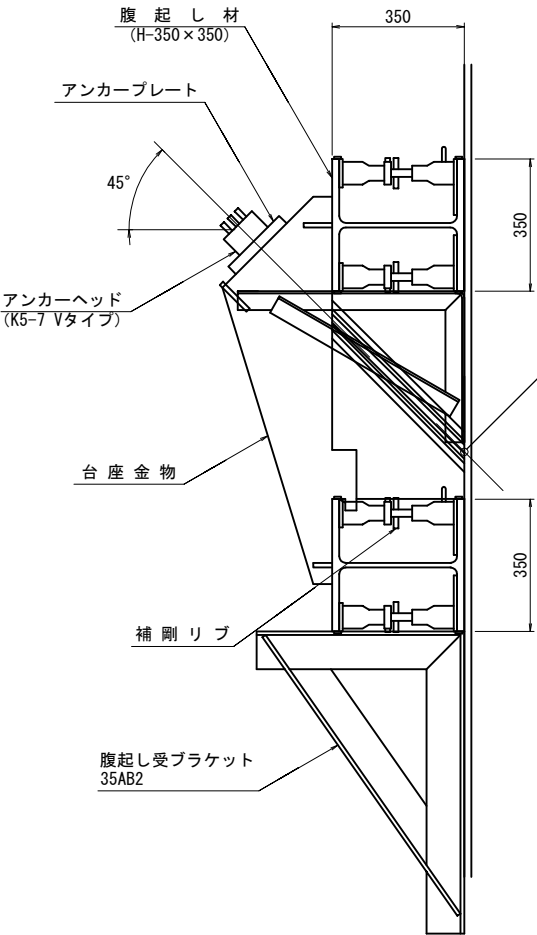 腹起し材
(H-350×350)
350
アンカープレート
45°
350
アンカーヘッド
(K5-7 Vタイプ)
台座金物
350
補剛リブ
腹起し受ブラケット
35AB2